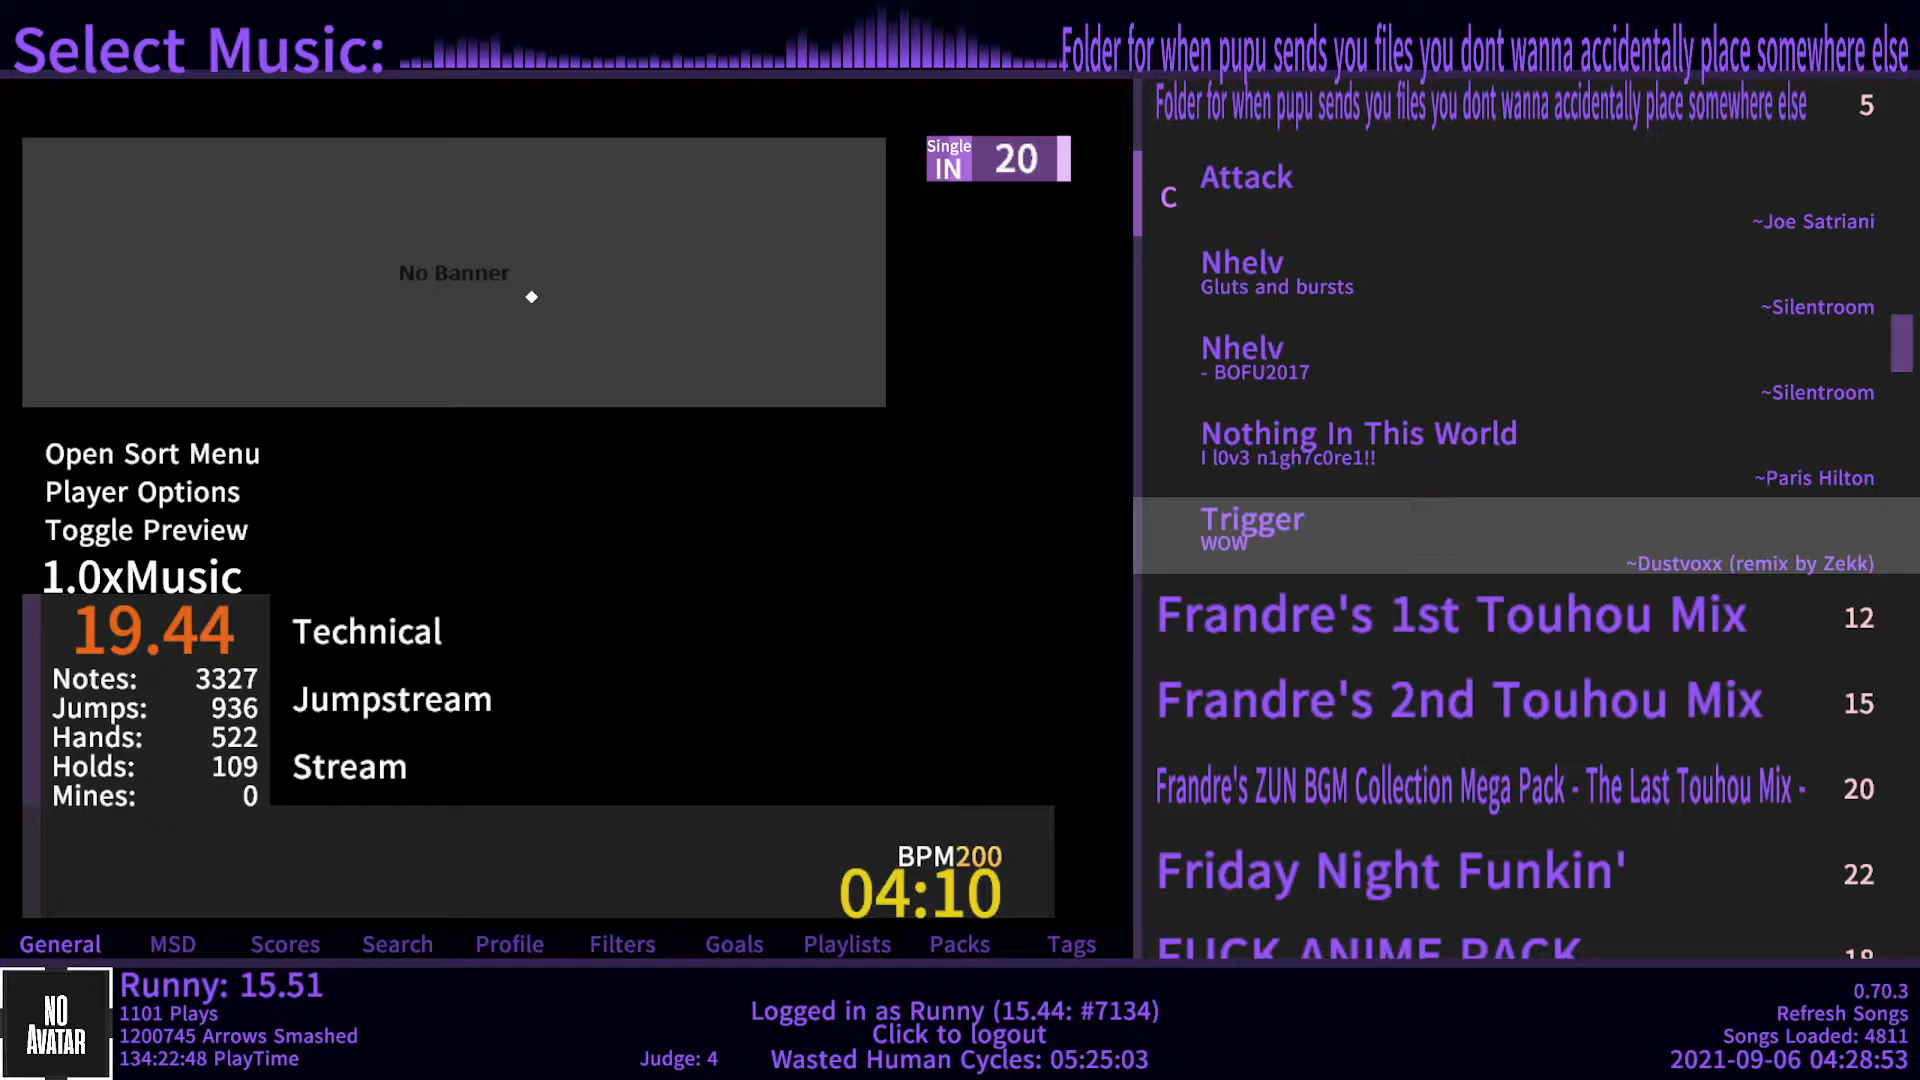 Select Music:
Folder for when pupu sends you files you dont wanna accidentally place somewhere else
Folder for when pupu sends you files you dont wanna accidentally place somewhere else 5
Single
IN 20
No Banner
C Attack
~Joe Satriani
Nhelv
Gluts and bursts
~Silentroom
Nhelv
- BOFU2017
~Silentroom
Nothing In This World
I l0v3 n1gh7c0re1!!
~Paris Hilton
Trigger
WOW
~Dustvoxx (remix by Zekk)
Frandre's 1st Touhou Mix 12
Frandre's 2nd Touhou Mix 15
Frandre's ZUN BGM Collection Mega Pack - The Last Touhou Mix - 20
Friday Night Funkin' 22
FUCK ANIME PACK 18
Open Sort Menu
Player Options
Toggle Preview
1.0xMusic
19.44
Notes: 3327
Jumps: 936
Hands: 522
Holds: 109
Mines: 0
Technical
Jumpstream
Stream
BPM200
04:10
General MSD Scores Search Profile Filters Goals Playlists Packs Tags
NO
AVATAR
Runny: 15.51
1101 Plays
1200745 Arrows Smashed
134:22:48 PlayTime
Judge: 4
Logged in as Runny (15.44: #7134)
Click to logout
Wasted Human Cycles: 05:25:03
0.70.3
Refresh Songs
Songs Loaded: 4811
2021-09-06 04:28:53